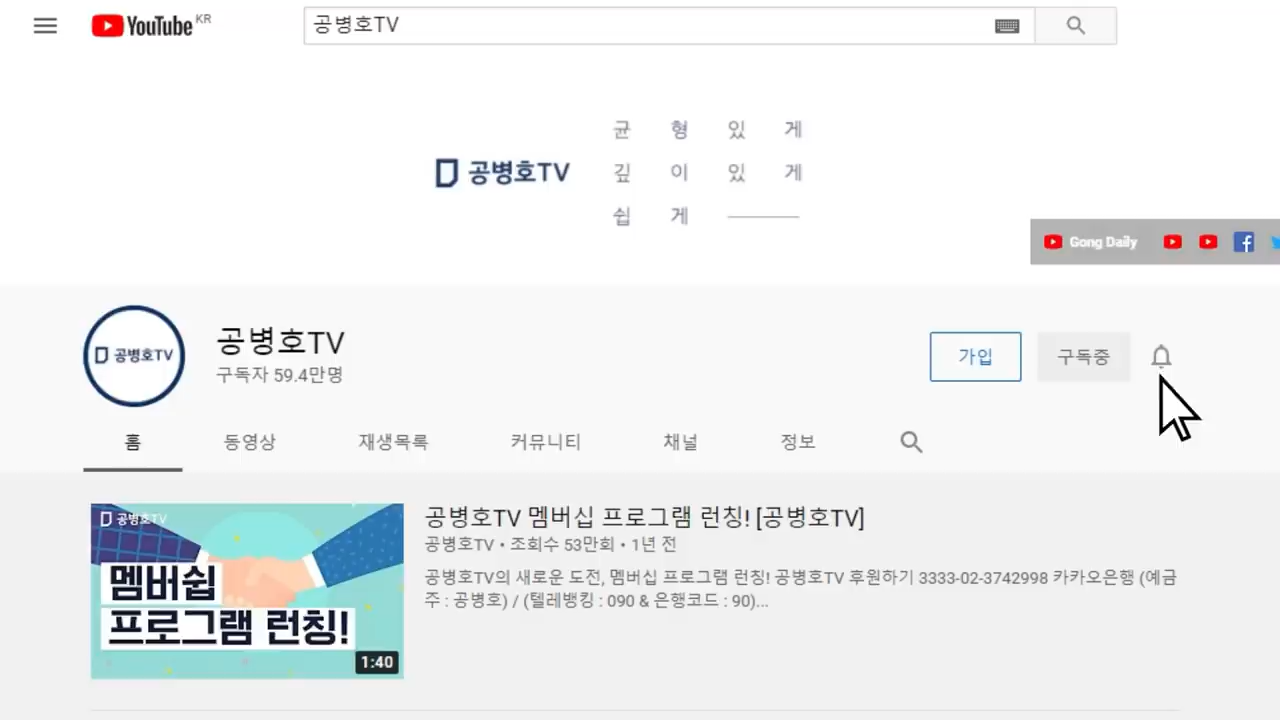 YouTube KR
공병호TV
균 형 있 게
공병호TV
깊 이 있 게
쉽 게
Gong Daily
공병호TV
공병호TV
구독자 59.4만명
가입
구독중
홈
동영상
재생목록
커뮤니티
채널
정보
공병호TV
멤버쉽
프로그램 런칭!
1:40
공병호TV 멤버십 프로그램 런칭! [공병호TV]
공병호TV • 조회수 53만회 • 1년 전
공병호TV의 새로운 도전, 멤버십 프로그램 런칭! 공병호TV 후원하기 3333-02-3742998 카카오은행 (예금
주 : 공병호) / (텔레뱅킹 : 090 & 은행코드 : 90)...